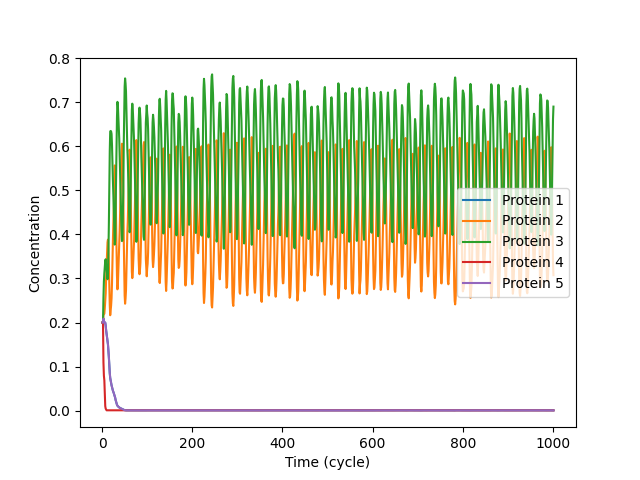 0.8
0.7
0.6
0.5
0.4
0.3
0.2
0.1
0.0
Concentration
Protein 1
Protein 2
Protein 3
Protein 4
Protein 5
0 200 400 600 800 1000
Time (cycle)